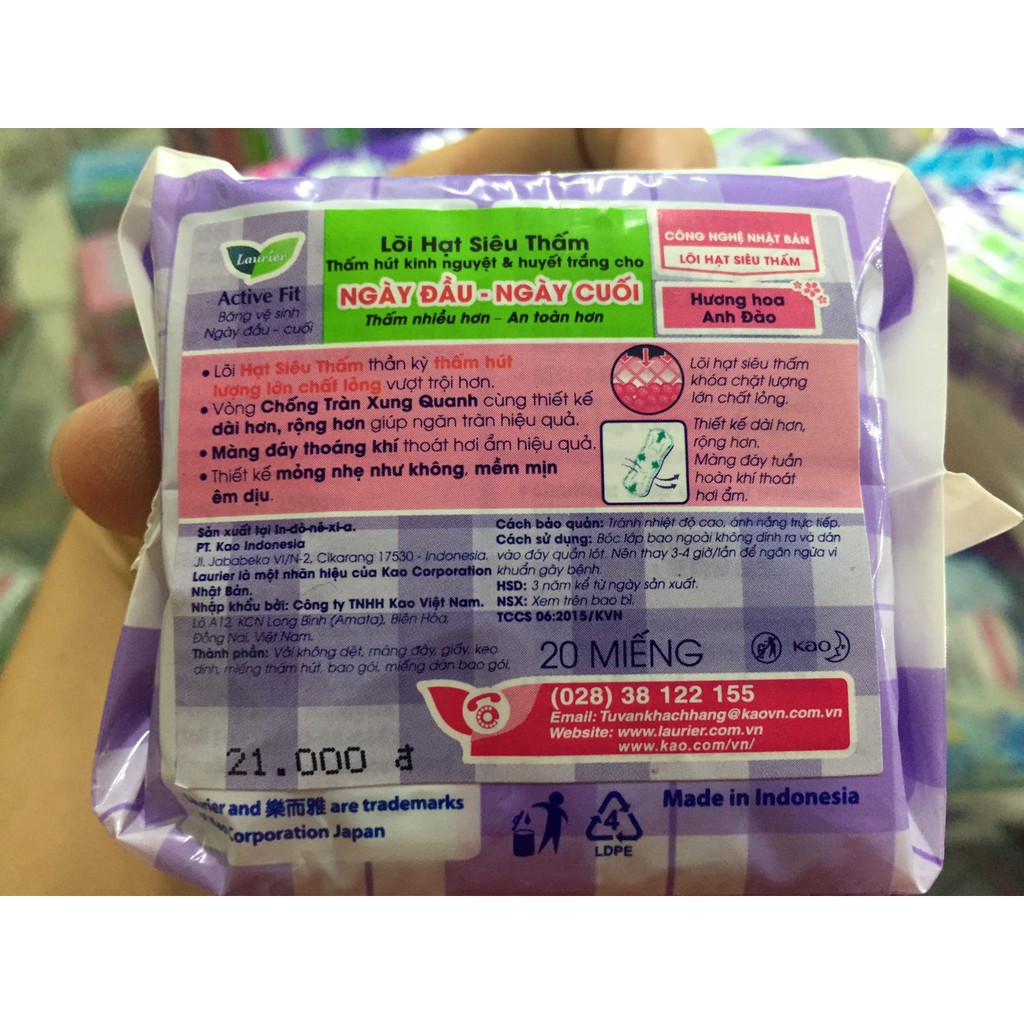 Laurier
Active Fit
Băng vệ sinh
Ngày đầu - cuối
Lõi Hạt Siêu Thấm
Thấm hút kinh nguyệt & huyết trắng cho
NGÀY ĐẦU - NGÀY CUỐI
Thấm nhiều hơn - An toàn hơn
CÔNG NGHỆ NHẬT BẢN
LÕI HẠT SIÊU THẤM
Hương hoa
Anh Đào
• Lõi Hạt Siêu Thấm thần kỳ thấm hút
lượng lớn chất lỏng vượt trội hơn.
• Vòng Chống Tràn Xung Quanh cùng thiết kế
dài hơn, rộng hơn giúp ngăn tràn hiệu quả.
• Màng đáy thoáng khí thoát hơi ẩm hiệu quả.
• Thiết kế mỏng nhẹ như không, mềm mịn
êm dịu.
Lõi hạt siêu thấm
khóa chặt lượng
lớn chất lỏng.
Thiết kế dài hơn,
rộng hơn.
Màng đáy tuần
hoàn khí thoát
hơi ẩm.
Sản xuất tại In-đô-nê-xi-a.
PT. Kao Indonesia
Jl. Jababeka VI/N-2, Cikarang 17530 - Indonesia.
Laurier là một nhãn hiệu của Kao Corporation
Nhật Bản.
Nhập khẩu bởi: Công ty TNHH Kao Việt Nam.
Lô A12, KCN Long Bình (Amata), Biên Hòa,
Đồng Nai, Việt Nam.
Thành phần: Vải không dệt, màng đáy, giấy, keo
dính, miếng thấm hút, bao gói, miếng dán bao gói.
Cách bảo quản: Tránh nhiệt độ cao, ánh nắng trực tiếp.
Cách sử dụng: Bóc lớp bao ngoài không dính ra và dán
vào đáy quần lót. Nên thay 3-4 giờ/lần để ngăn ngừa vi
khuẩn gây bệnh.
HSD: 3 năm kể từ ngày sản xuất.
NSX: Xem trên bao bì.
TCCS 06:2015/KVN
20 MIẾNG
Kao
(028) 38 122 155
Email: Tuvankhachhang@kaovn.com.vn
Website: www.laurier.com.vn
www.kao.com/vn/
21.000 đ
and 樂而雅 are trademarks
Corporation Japan
4
LDPE
Made in Indonesia